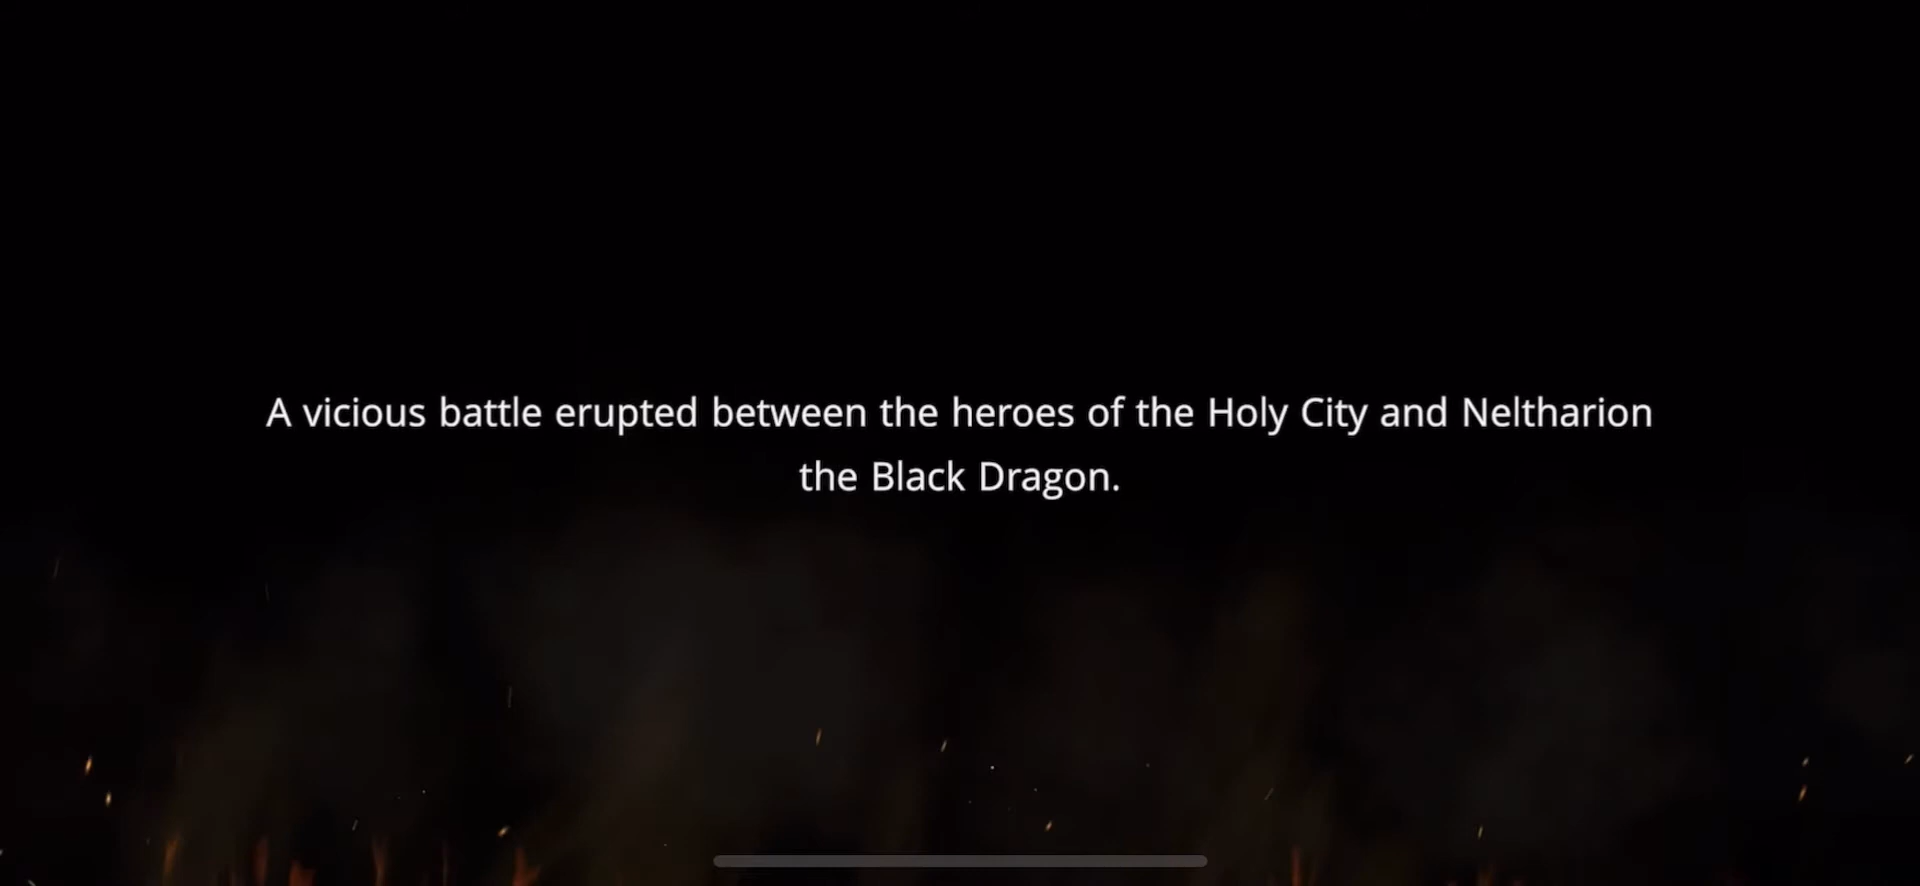 A vicious battle erupted between the heroes of the Holy City and Neltharion
the Black Dragon.